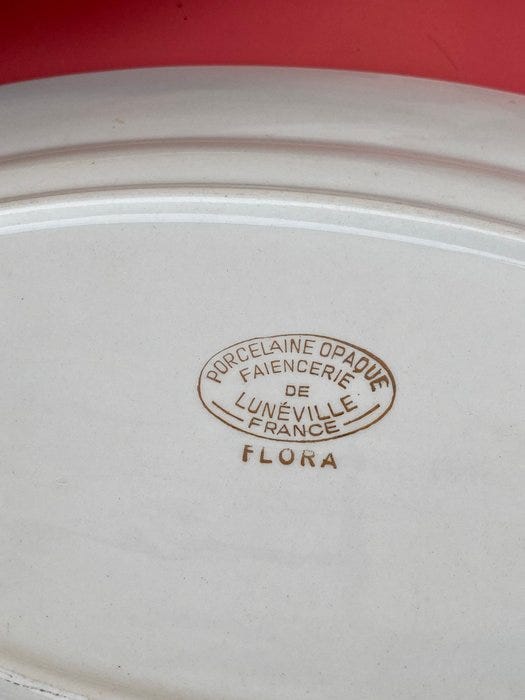 PORCELAINE OPAQUE
FAIENCERIE
DE
LUNÉVILLE
FRANCE
FLORA